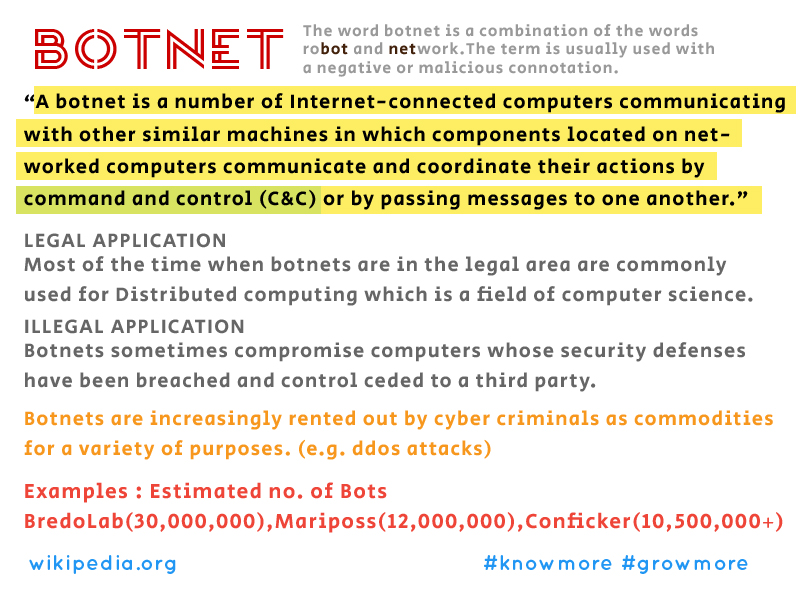 BOTNET
The word botnet is a combination of the words
robot and network.The term is usually used with
a negative or malicious connotation.
“A botnet is a number of Internet-connected computers communicating
with other similar machines in which components located on net-
worked computers communicate and coordinate their actions by
command and control (C&C) or by passing messages to one another.”
LEGAL APPLICATION
Most of the time when botnets are in the legal area are commonly
used for Distributed computing which is a field of computer science.
ILLEGAL APPLICATION
Botnets sometimes compromise computers whose security defenses
have been breached and control ceded to a third party.
Botnets are increasingly rented out by cyber criminals as commodities
for a variety of purposes. (e.g. ddos attacks)
Examples : Estimated no. of Bots
BredoLab(30,000,000),Mariposs(12,000,000),Conficker(10,500,000+)
wikipedia.org
#knowmore #growmore